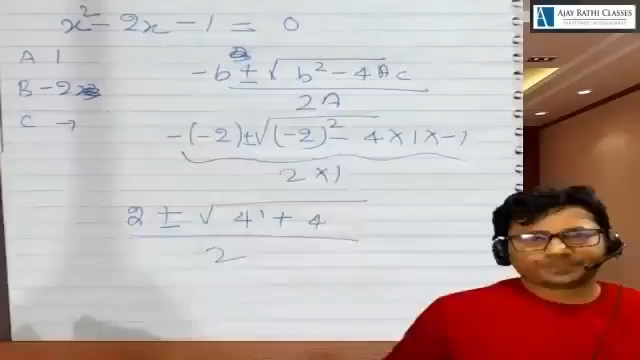 x² - 2x - 1 = 0
A 1
B - 2
C →
-b ± √b² - 4Ac
2A
-(-2) ± √(-2)² - 4×1×-1
2×1
2 ± √4 + 4
2
AJAY RATHI CLASSES